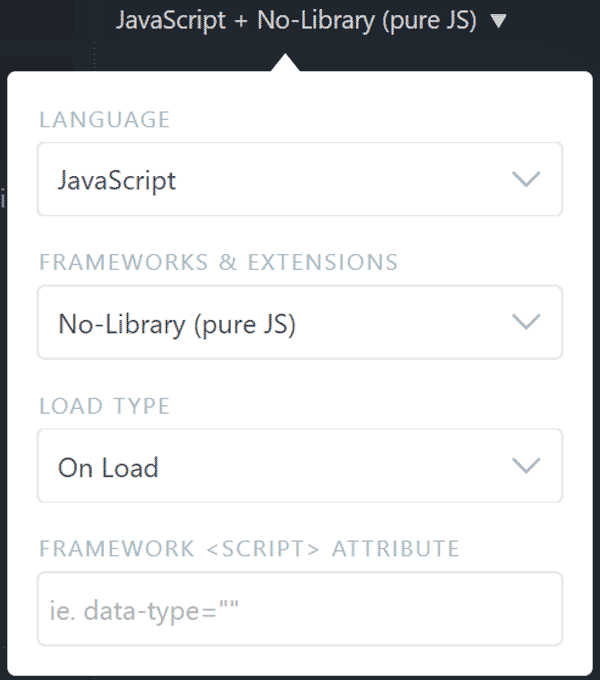 JavaScript + No-Library (pure JS) ▼
LANGUAGE
JavaScript
FRAMEWORKS & EXTENSIONS
No-Library (pure JS)
LOAD TYPE
On Load
FRAMEWORK <SCRIPT> ATTRIBUTE
ie. data-type=""